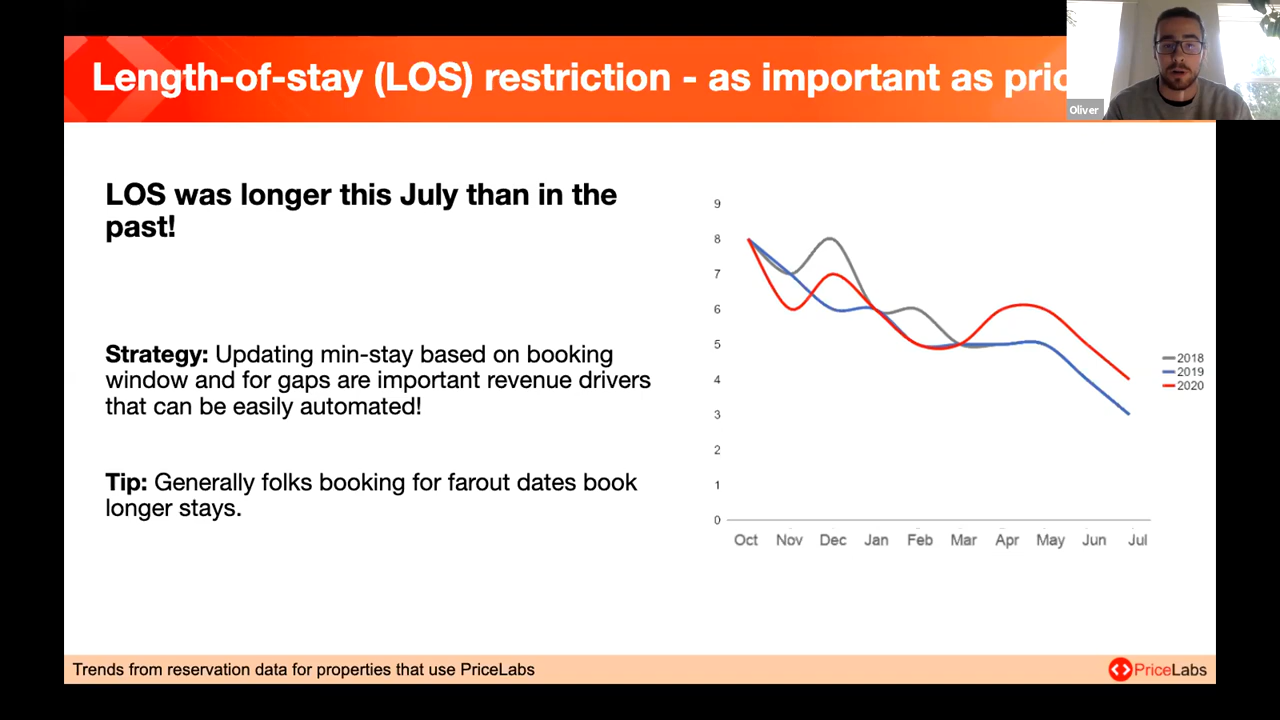 Length-of-stay (LOS) restriction - as important as
Oliver
LOS was longer this July than in the
past!
Strategy: Updating min-stay based on booking
window and for gaps are important revenue drivers
that can be easily automated!
Tip: Generally folks booking for farout dates book
longer stays.
9
8
7
6
5
4
3
2
1
0
Oct Nov Dec Jan Feb Mar Apr May Jun Jul
2018
2019
2020
Trends from reservation data for properties that use PriceLabs
PriceLabs